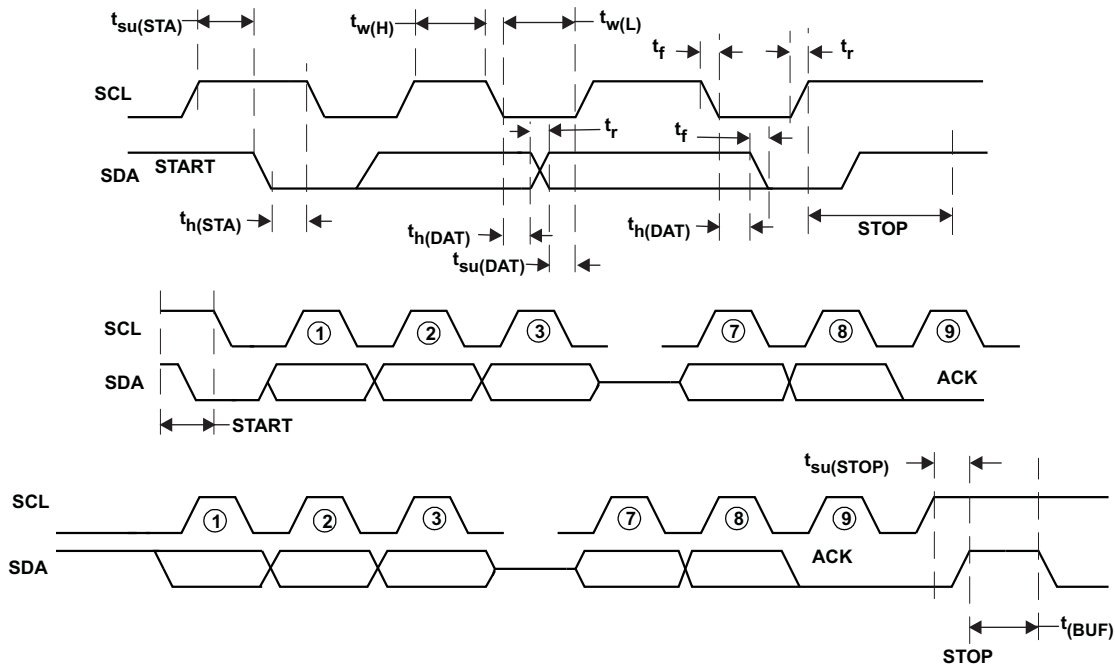 tsu(STA)
tw(H)
tw(L)
tf
tr
SCL
tr
tf
SDA
START
th(STA)
th(DAT)
th(DAT)
STOP
tsu(DAT)
SCL
1
2
3
7
8
9
SDA
ACK
START
tsu(STOP)
SCL
1
2
3
7
8
9
SDA
ACK
t(BUF)
STOP